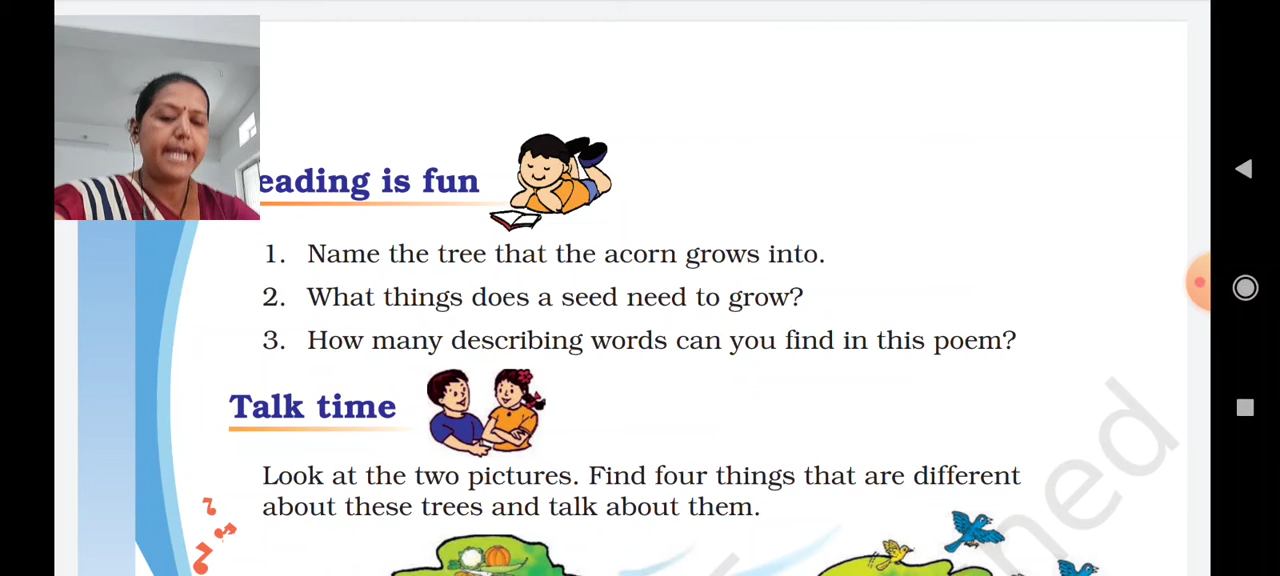 eading is fun
1. Name the tree that the acorn grows into.
2. What things does a seed need to grow?
3. How many describing words can you find in this poem?
Talk time
Look at the two pictures. Find four things that are different
about these trees and talk about them.